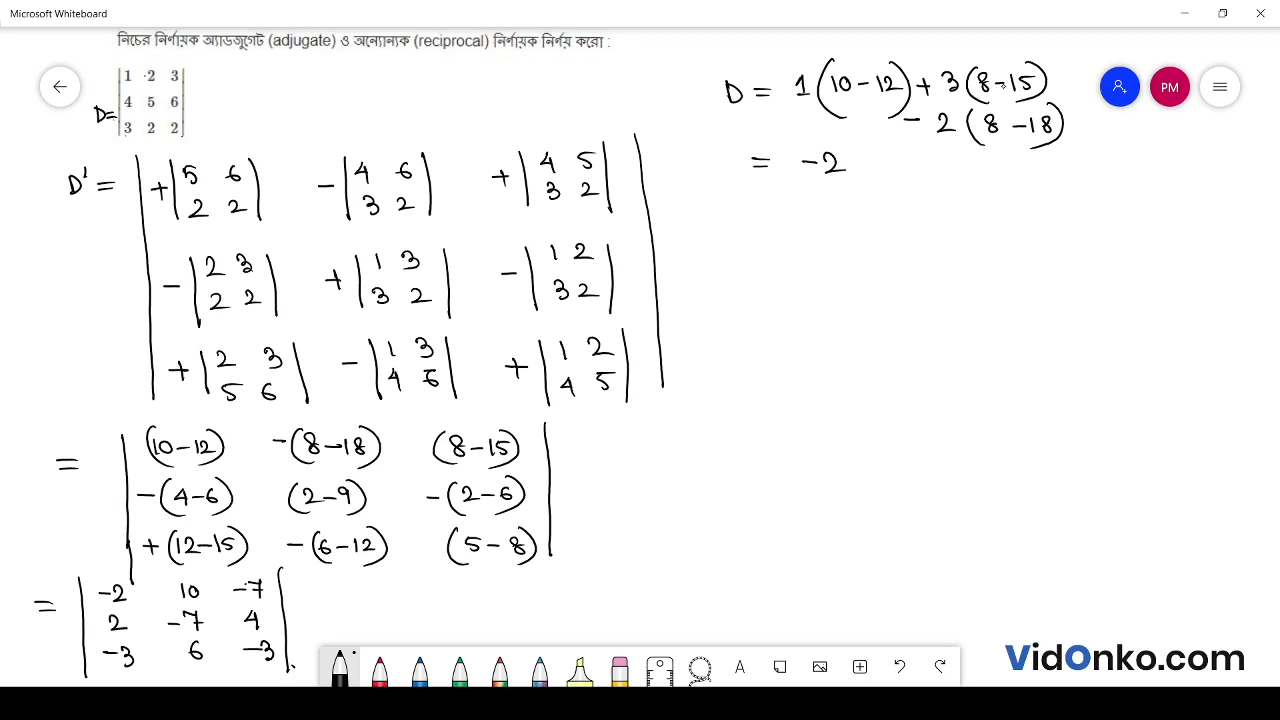 Microsoft Whiteboard
নিচের নির্ণায়ক অ্যাডজুগেট (adjugate) ও অন্যোন্যক (reciprocal) নির্ণায়ক নির্ণয় করো :
D= | 1 -2 3 |
| 4 5 6 |
| 3 2 2 |
D = 1 (10-12) + 3 (8-15)
- 2 (8-18)
= -2
PM
D' = | +|5 6| -|4 6| +|4 5| |
|2 2| |3 2| |3 2|
-|2 3| +|1 3| -|1 2|
|2 2| |3 2| |3 2|
+|2 3| -|1 3| +|1 2|
|5 6| |4 6| |4 5|
= | (10-12) -(8-18) (8-15) |
-(4-6) (2-9) -(2-6)
+(12-15) -(6-12) (5-8)
= | -2 10 -7 |
2 -7 4
-3 6 -3
A
VidOnko.com